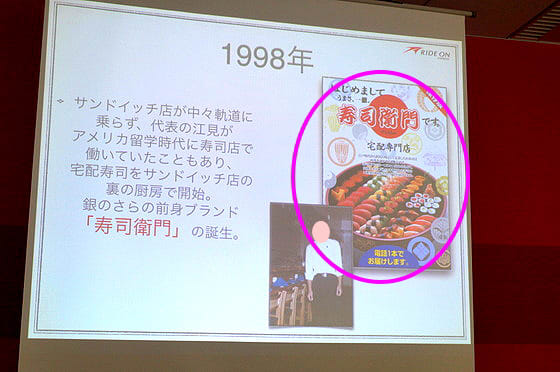 1998年
RIDE ON
サンドイッチ店が中々軌道に
乗らず、代表の江見が
アメリカ留学時代に寿司店で
働いていたこともあり、
宅配寿司をサンドイッチ店の
裏の厨房で開始。
銀のさらの前身ブランド
「寿司衛門」の誕生。
はじめまして
うまさ、一番。
寿司衛門です
宅配専門店
電話1本で
お届けします。